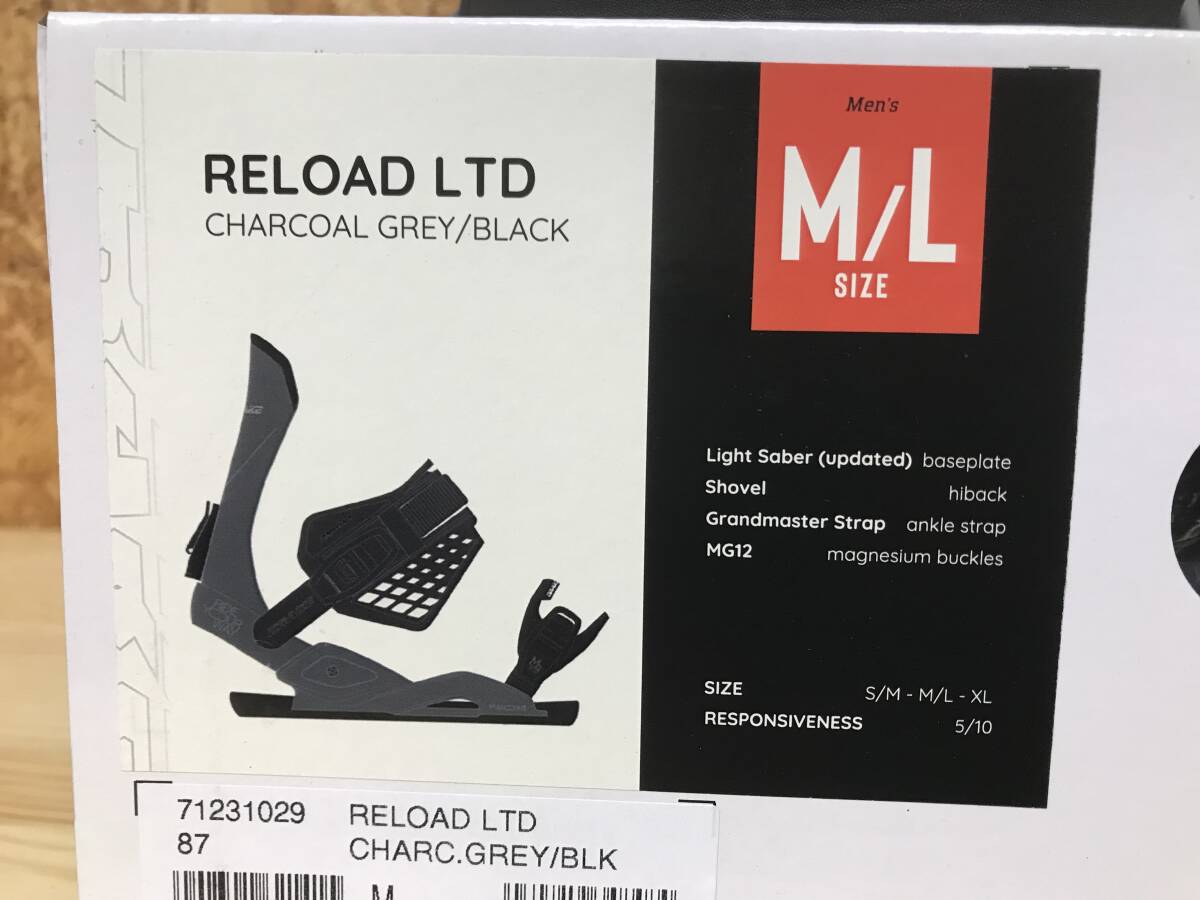 RELOAD LTD
CHARCOAL GREY/BLACK
Men's
M/L
SIZE
Light Saber (updated) baseplate
Shovel hiback
Grandmaster Strap ankle strap
MG12 magnesium buckles
SIZE S/M - M/L - XL
RESPONSIVENESS 5/10
71231029 RELOAD LTD
87 CHARC.GREY/BLK
M